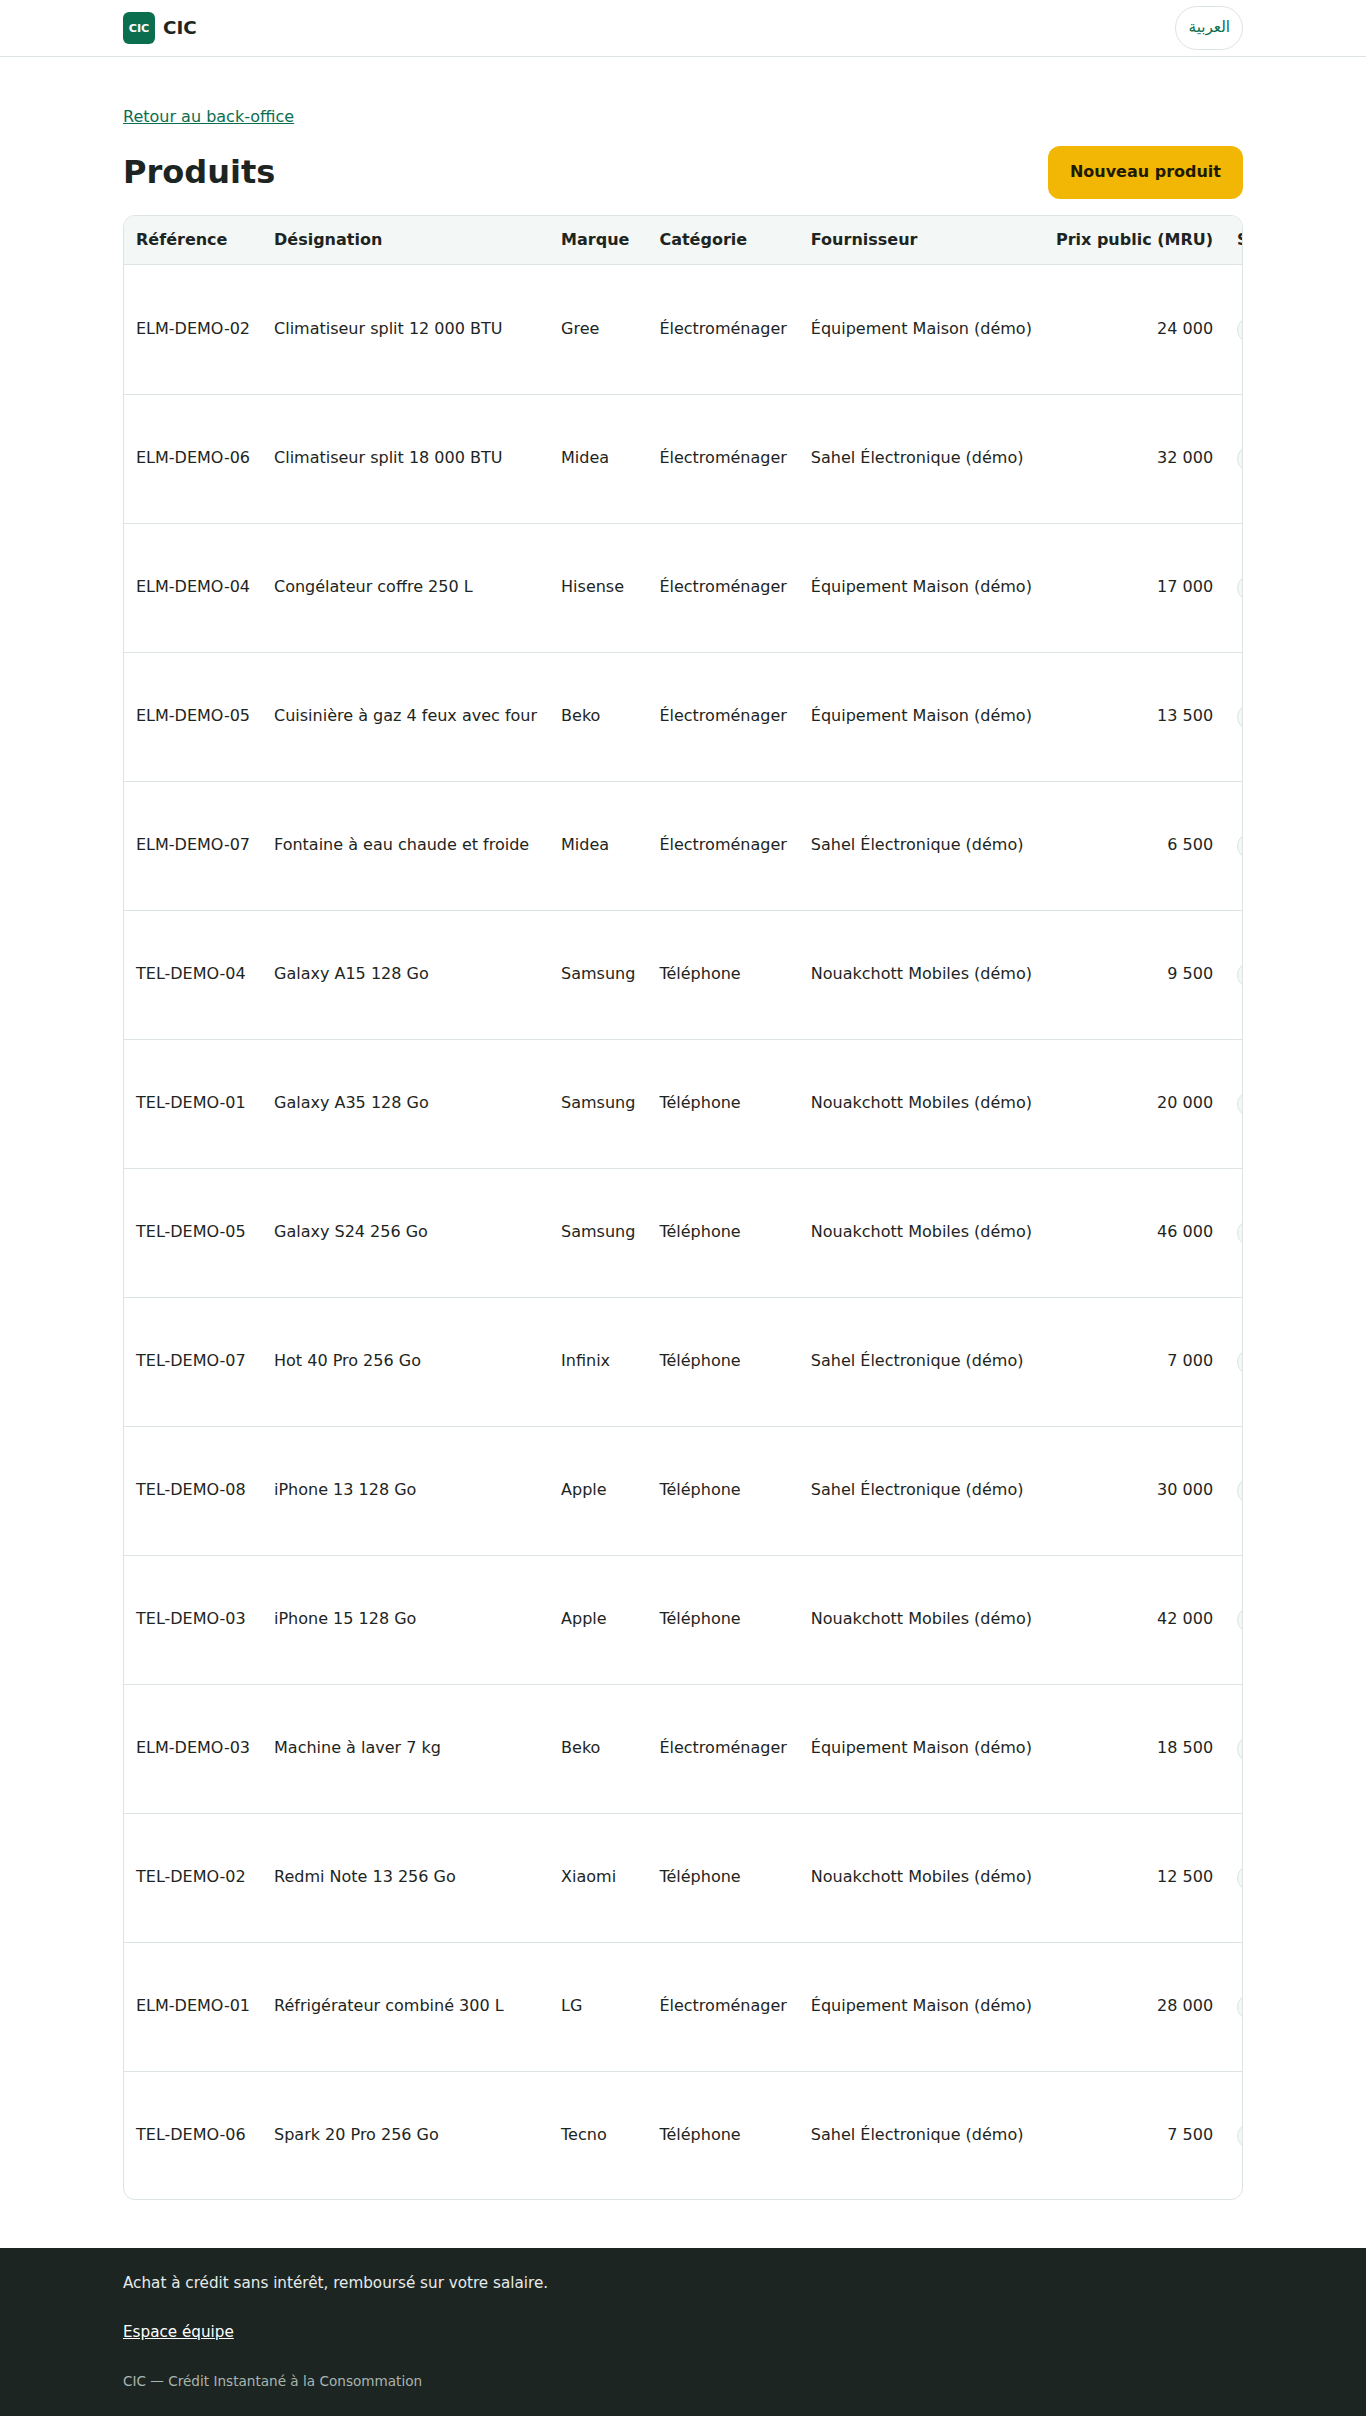 CIC CIC العربية
Retour au back-office
Produits Nouveau produit
Référence Désignation Marque Catégorie Fournisseur Prix public (MRU)
ELM-DEMO-02 Climatiseur split 12 000 BTU Gree Électroménager Équipement Maison (démo) 24 000
ELM-DEMO-06 Climatiseur split 18 000 BTU Midea Électroménager Sahel Électronique (démo) 32 000
ELM-DEMO-04 Congélateur coffre 250 L Hisense Électroménager Équipement Maison (démo) 17 000
ELM-DEMO-05 Cuisinière à gaz 4 feux avec four Beko Électroménager Équipement Maison (démo) 13 500
ELM-DEMO-07 Fontaine à eau chaude et froide Midea Électroménager Sahel Électronique (démo) 6 500
TEL-DEMO-04 Galaxy A15 128 Go Samsung Téléphone Nouakchott Mobiles (démo) 9 500
TEL-DEMO-01 Galaxy A35 128 Go Samsung Téléphone Nouakchott Mobiles (démo) 20 000
TEL-DEMO-05 Galaxy S24 256 Go Samsung Téléphone Nouakchott Mobiles (démo) 46 000
TEL-DEMO-07 Hot 40 Pro 256 Go Infinix Téléphone Sahel Électronique (démo) 7 000
TEL-DEMO-08 iPhone 13 128 Go Apple Téléphone Sahel Électronique (démo) 30 000
TEL-DEMO-03 iPhone 15 128 Go Apple Téléphone Nouakchott Mobiles (démo) 42 000
ELM-DEMO-03 Machine à laver 7 kg Beko Électroménager Équipement Maison (démo) 18 500
TEL-DEMO-02 Redmi Note 13 256 Go Xiaomi Téléphone Nouakchott Mobiles (démo) 12 500
ELM-DEMO-01 Réfrigérateur combiné 300 L LG Électroménager Équipement Maison (démo) 28 000
TEL-DEMO-06 Spark 20 Pro 256 Go Tecno Téléphone Sahel Électronique (démo) 7 500
Achat à crédit sans intérêt, remboursé sur votre salaire.
Espace équipe
CIC — Crédit Instantané à la Consommation